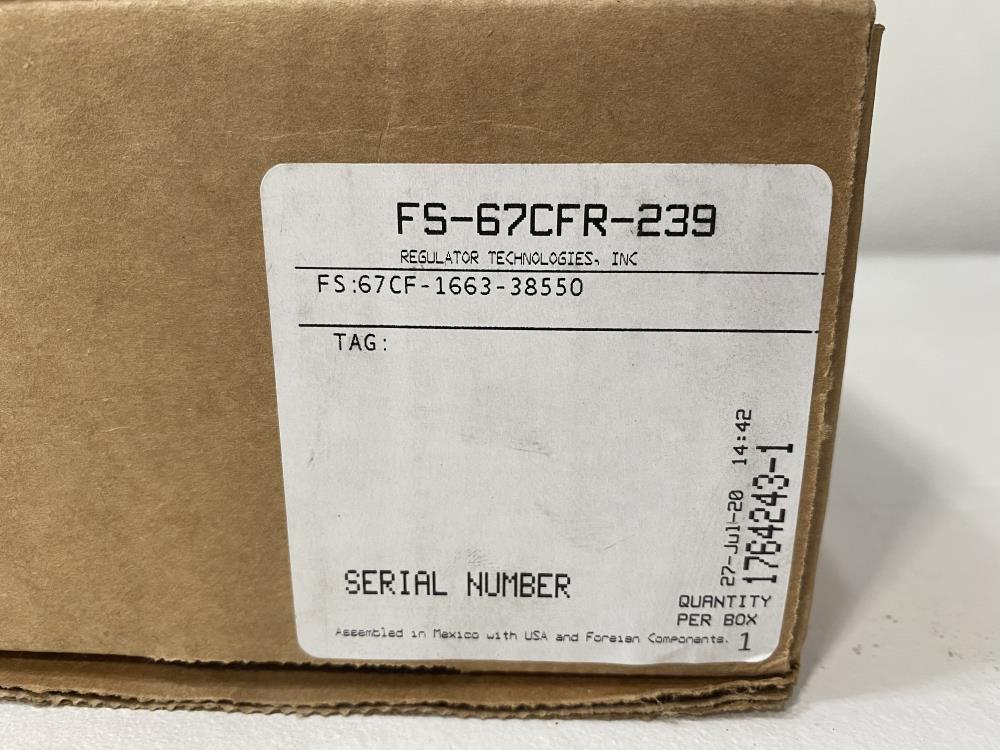 FS-67CFR-239
REGULATOR TECHNOLOGIES, INC
FS:67CF-1663-38550
TAG:
27-Jul-20 14:42
1764243-1
SERIAL NUMBER
QUANTITY
PER BOX
1
Assembled in Mexico with USA and Foreign Components.